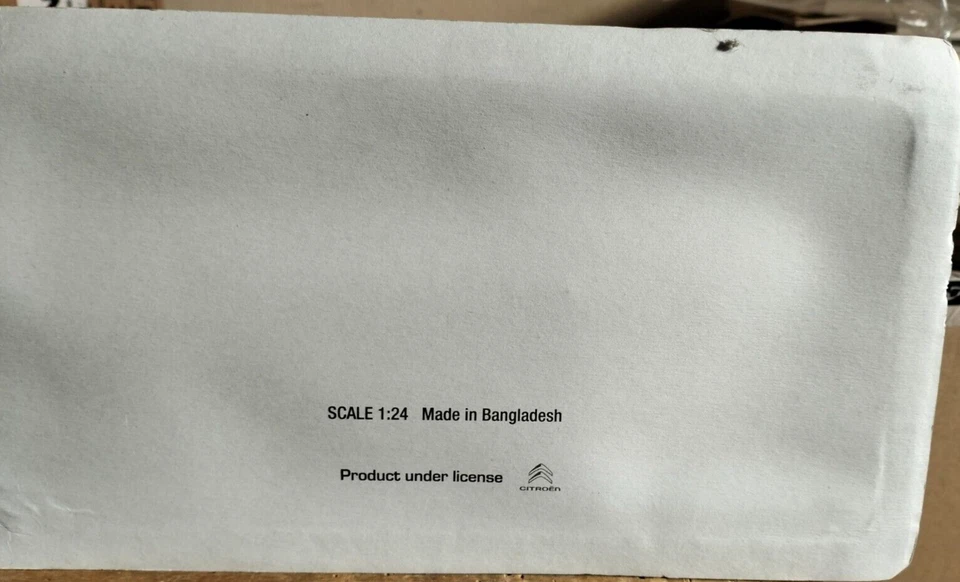 SCALE 1:24 Made in Bangladesh
Product under license
CITROËN